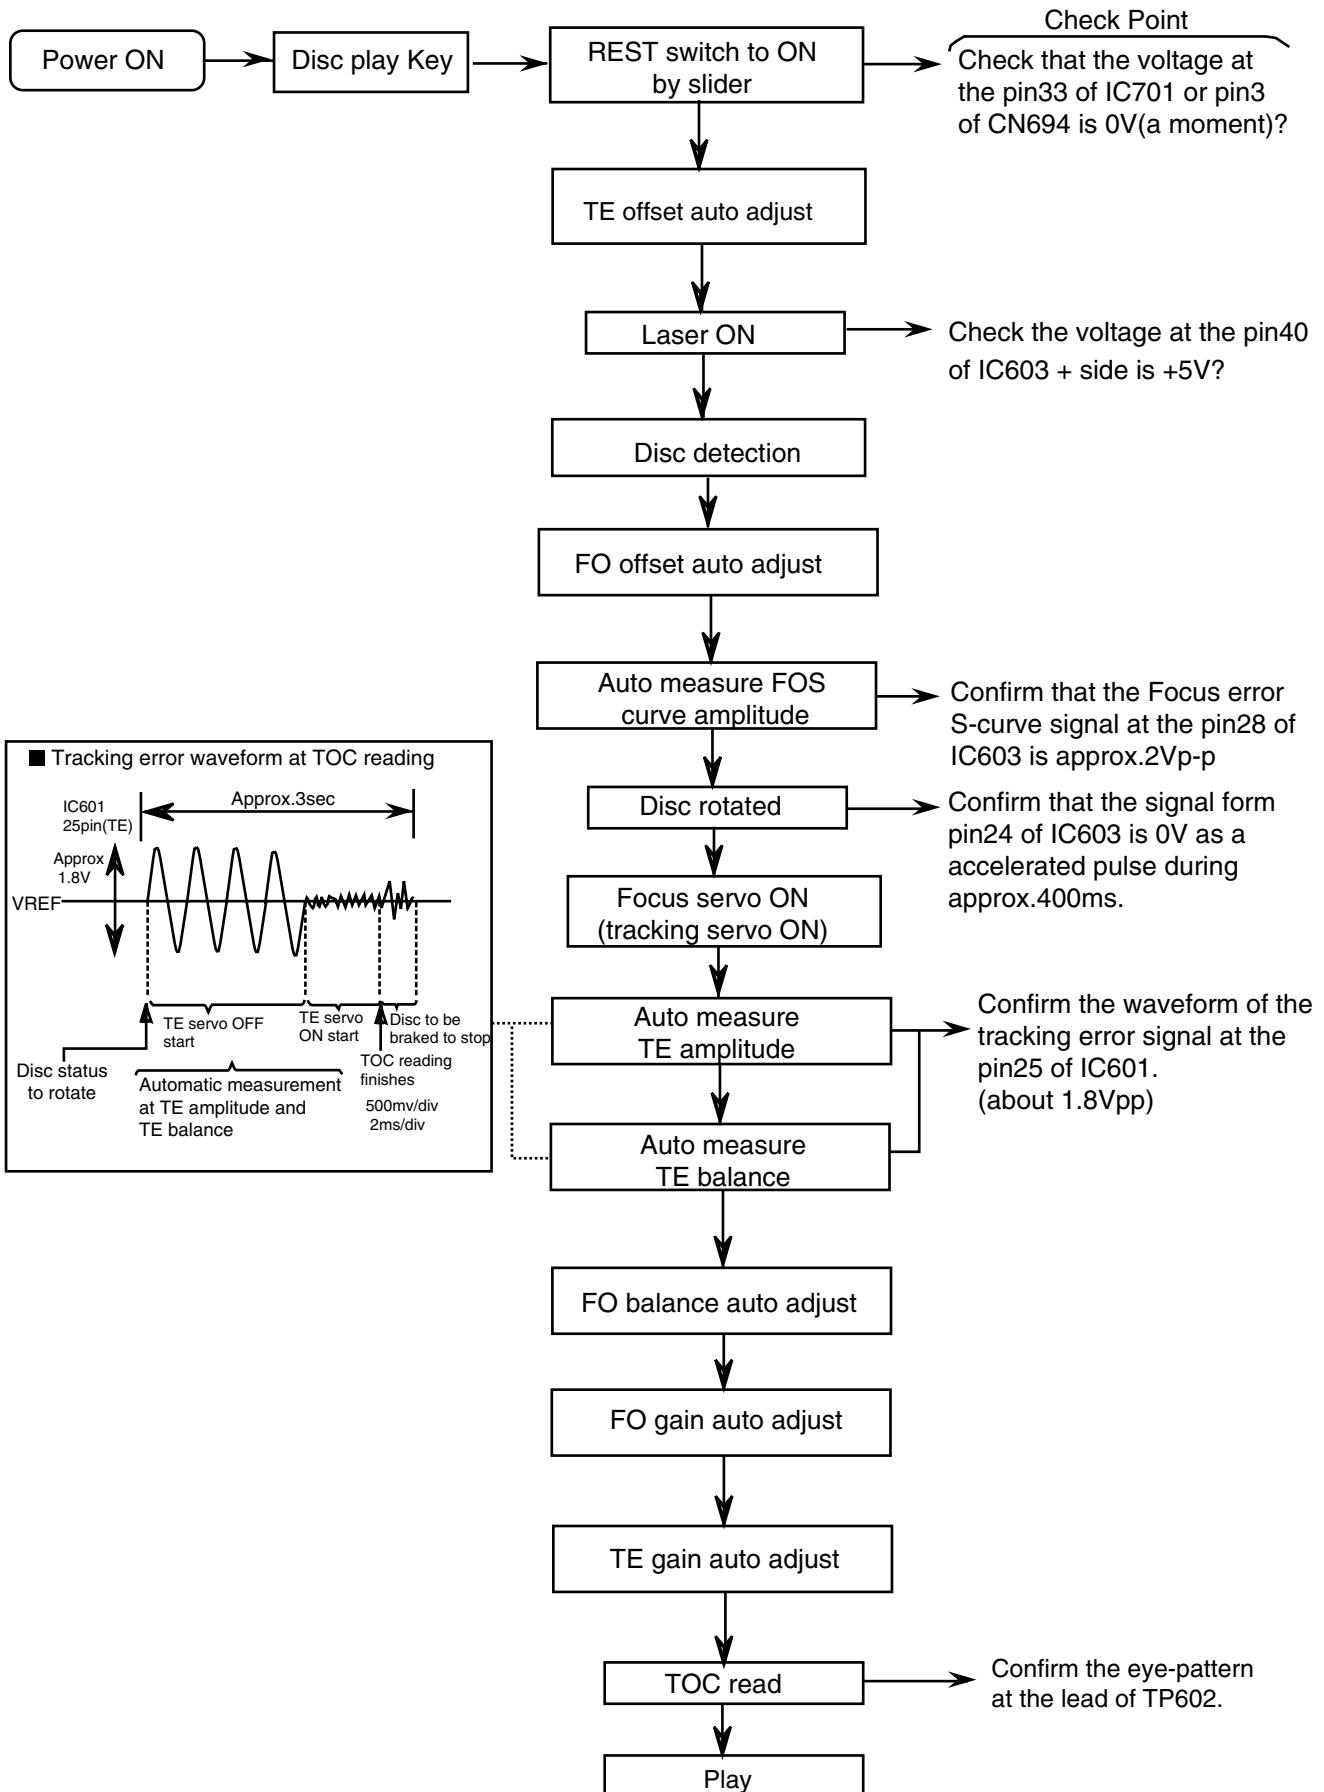 Check Point
Power ON
Disc play Key
REST switch to ON
by slider
Check that the voltage at
the pin33 of IC701 or pin3
of CN694 is 0V(a moment)?
TE offset auto adjust
Laser ON
Check the voltage at the pin40
of IC603 + side is +5V?
Disc detection
FO offset auto adjust
Auto measure FOS
curve amplitude
Confirm that the Focus error
S-curve signal at the pin28 of
IC603 is approx.2Vp-p
Disc rotated
Confirm that the signal form
pin24 of IC603 is 0V as a
accelerated pulse during
approx.400ms.
Focus servo ON
(tracking servo ON)
■ Tracking error waveform at TOC reading
IC601
25pin(TE)
Approx.3sec
Approx
1.8V
VREF
TE servo OFF
start
TE servo
ON start
Disc to be
braked to stop
Disc status
to rotate
Automatic measurement
at TE amplitude and
TE balance
TOC reading
finishes
500mv/div
2ms/div
Auto measure
TE amplitude
Confirm the waveform of the
tracking error signal at the
pin25 of IC601.
(about 1.8Vpp)
Auto measure
TE balance
FO balance auto adjust
FO gain auto adjust
TE gain auto adjust
TOC read
Confirm the eye-pattern
at the lead of TP602.
Play